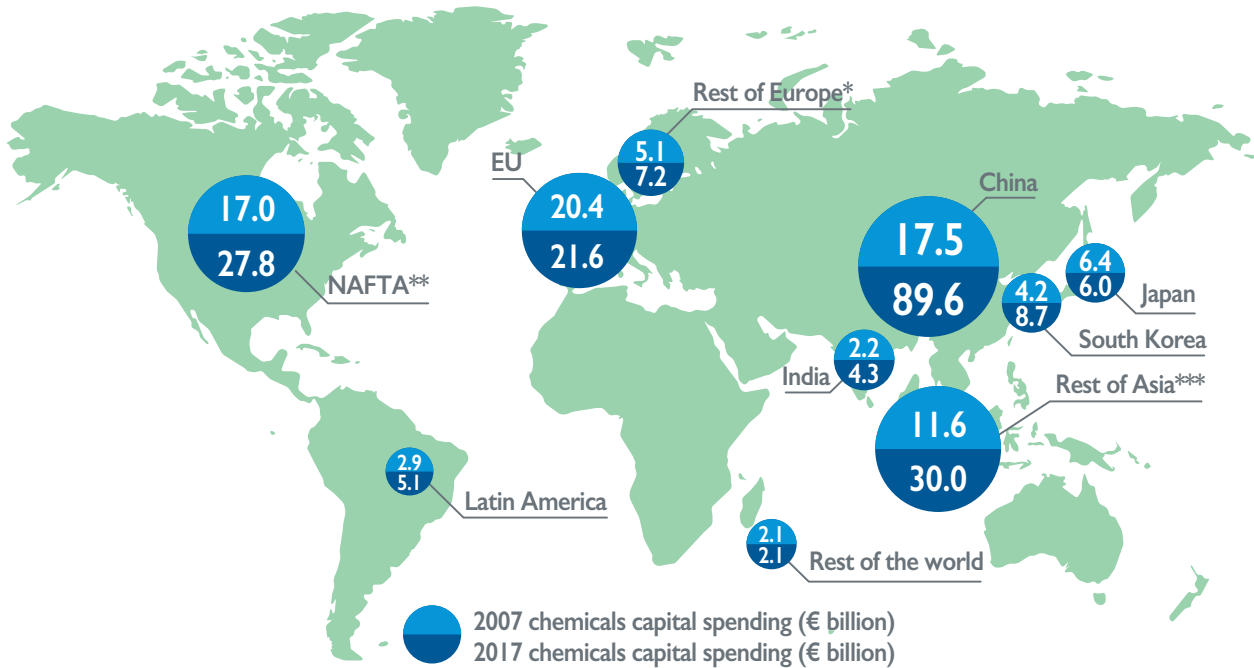 Rest of Europe*
5.1
7.2
EU
20.4
21.6
China
17.5
89.6
17.0
27.8
NAFTA**
6.4
6.0
Japan
4.2
8.7
South Korea
2.2
4.3
India
Rest of Asia***
11.6
30.0
2.9
5.1
Latin America
2.1
2.1
Rest of the world
2007 chemicals capital spending (€ billion)
2017 chemicals capital spending (€ billion)